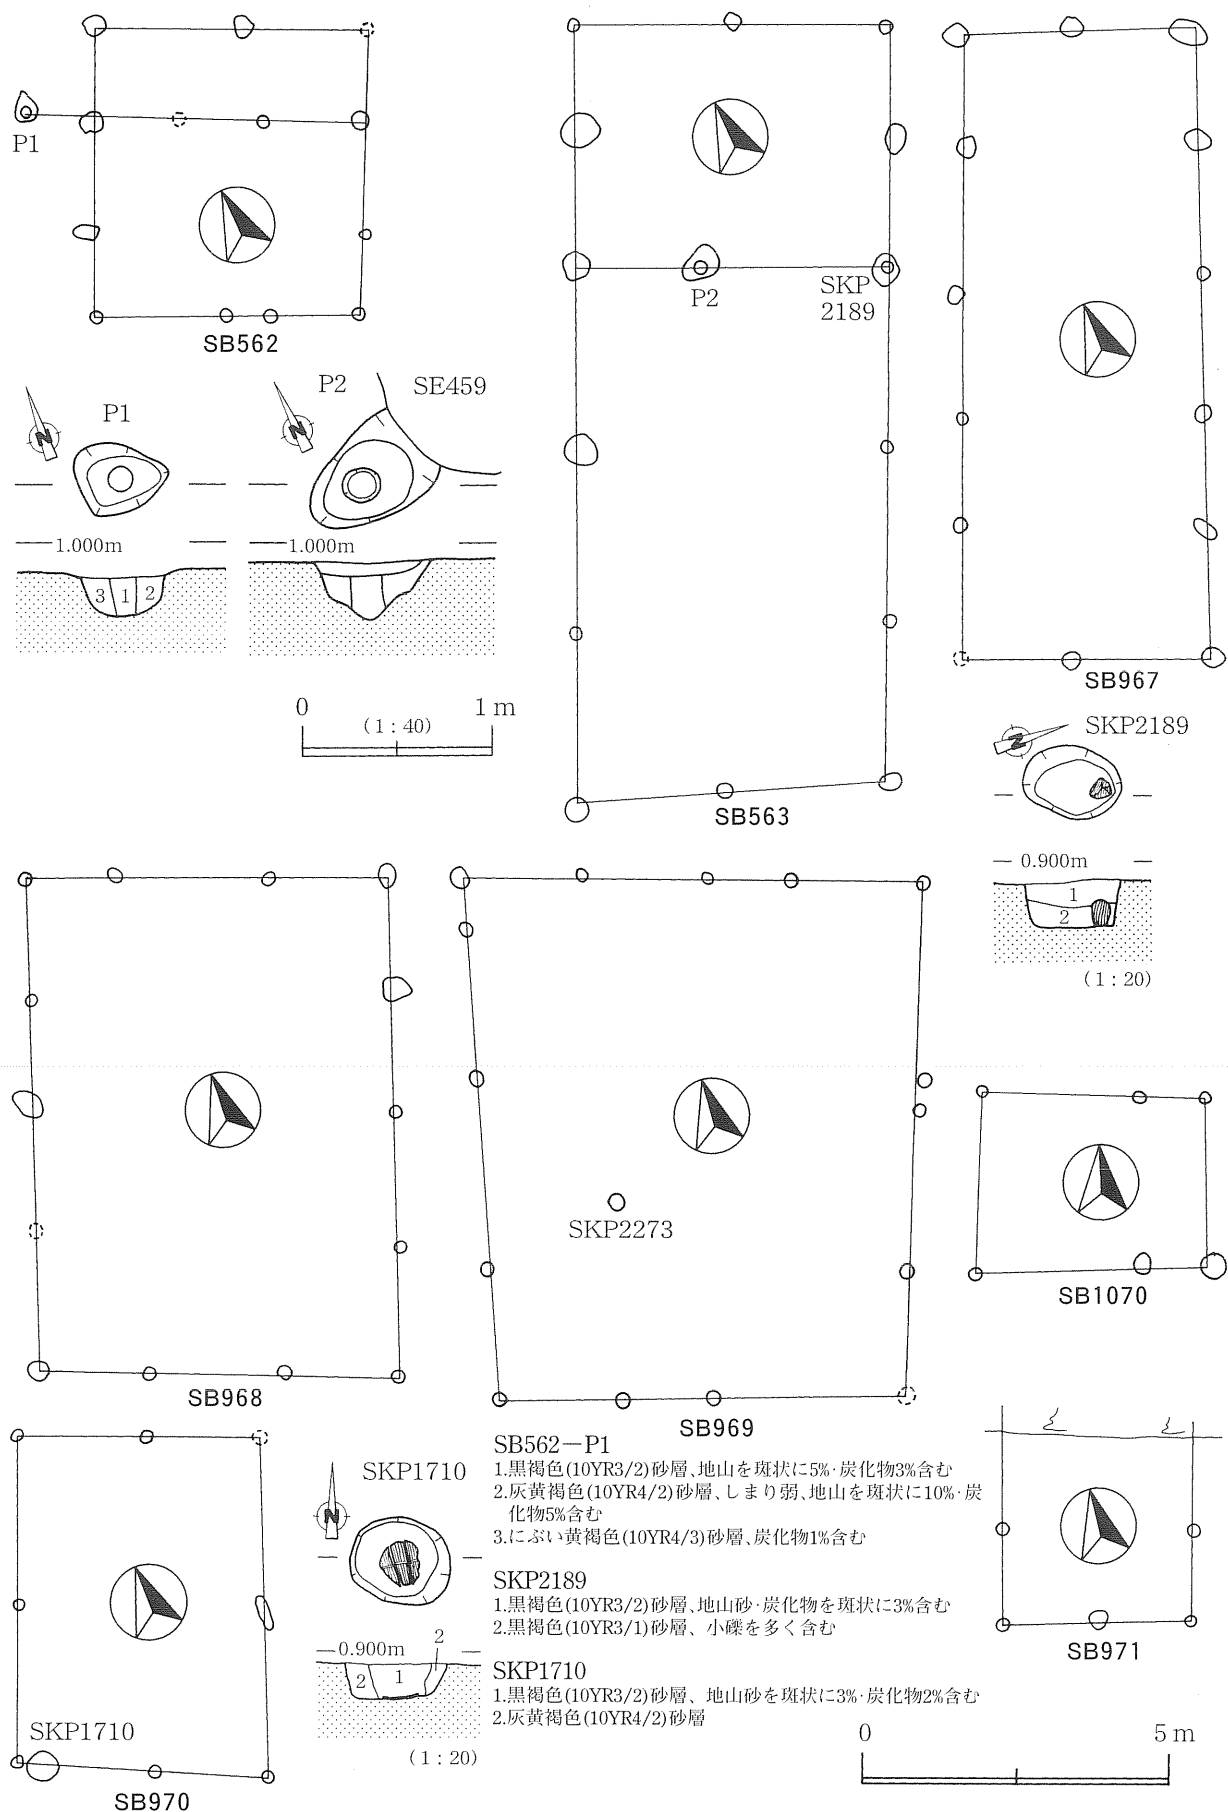 P1
SB562
P2
SKP
2189
SB563
SB967
P1
N
1.000m
3 1 2
P2
SE459
N
1.000m
0
1m
(1:40)
SKP2189
N
0.900m
1
2
(1:20)
SB968
SKP2273
SB969
SB1070
SKP1710
SB970
SKP1710
N
0.900m
2
2 1
(1:20)
SB562－P1
1.黒褐色(10YR3/2)砂層、地山を斑状に5%·炭化物3%含む
2.灰黄褐色(10YR4/2)砂層、しまり弱、地山を斑状に10%·炭
化物5%含む
3.にぶい黄褐色(10YR4/3)砂層、炭化物1%含む
SKP2189
1.黒褐色(10YR3/2)砂層、地山砂·炭化物を斑状に3%含む
2.黒褐色(10YR3/1)砂層、小礫を多く含む
SKP1710
1.黒褐色(10YR3/2)砂層、地山砂を斑状に3%·炭化物2%含む
2.灰黄褐色(10YR4/2)砂層
SB971
0
5m